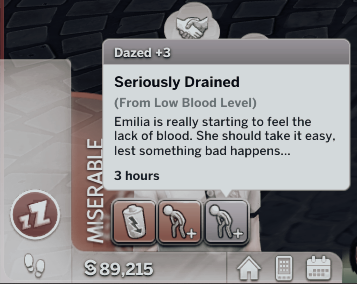 Dazed +3
Seriously Drained
(From Low Blood Level)
Emilia is really starting to feel the
lack of blood. She should take it easy,
lest something bad happens...
3 hours
MISERABLE
zZ
§89,215